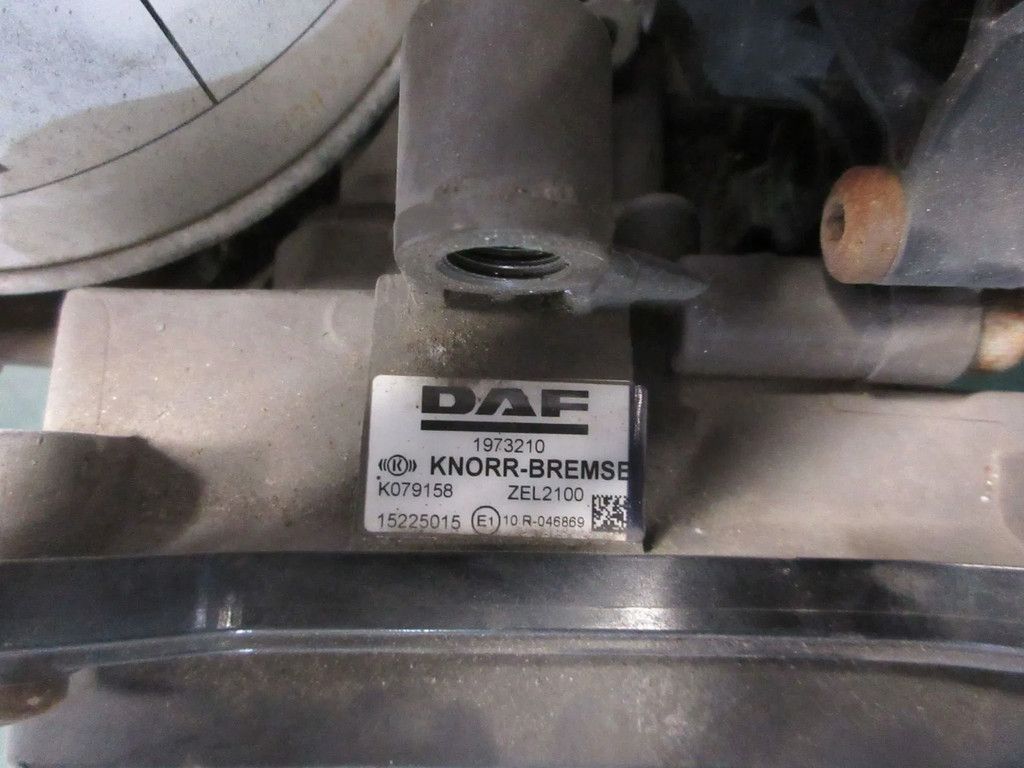 DAF
1973210
K KNORR-BREMSE
K079158 ZEL2100
15225015 E1 10 R-046869